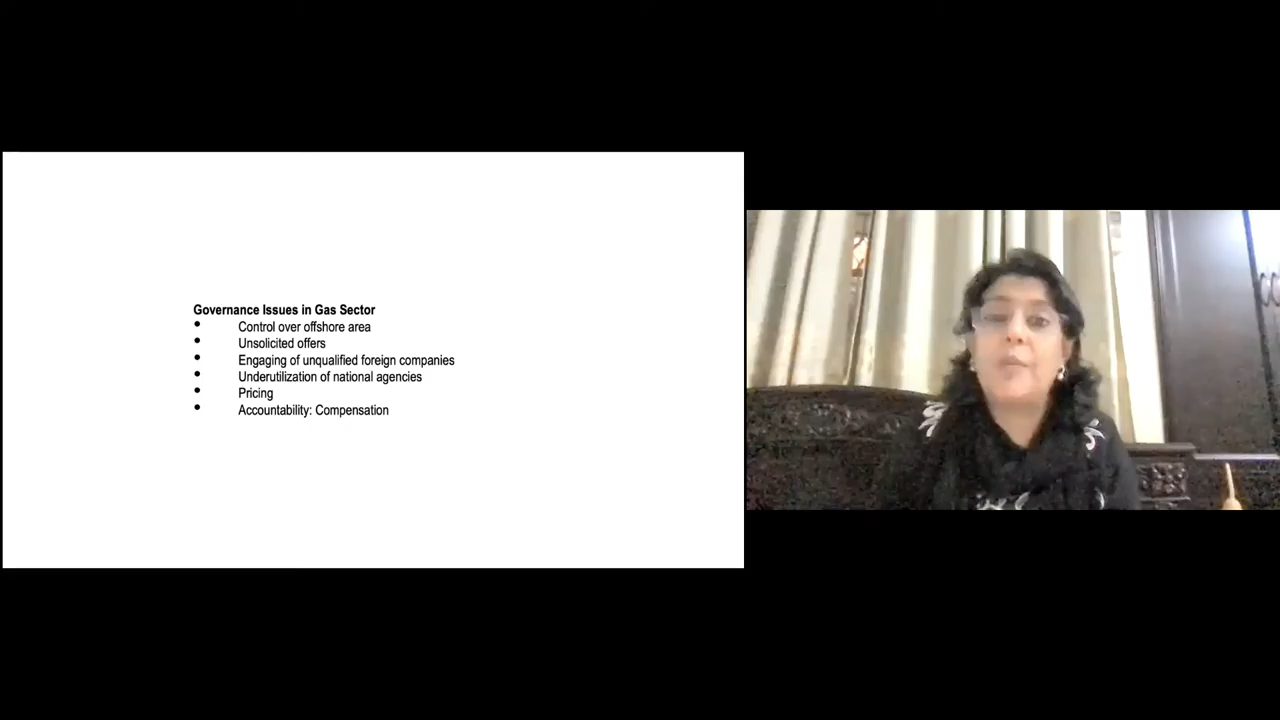 Governance Issues in Gas Sector
• Control over offshore area
• Unsolicited offers
• Engaging of unqualified foreign companies
• Underutilization of national agencies
• Pricing
• Accountability: Compensation